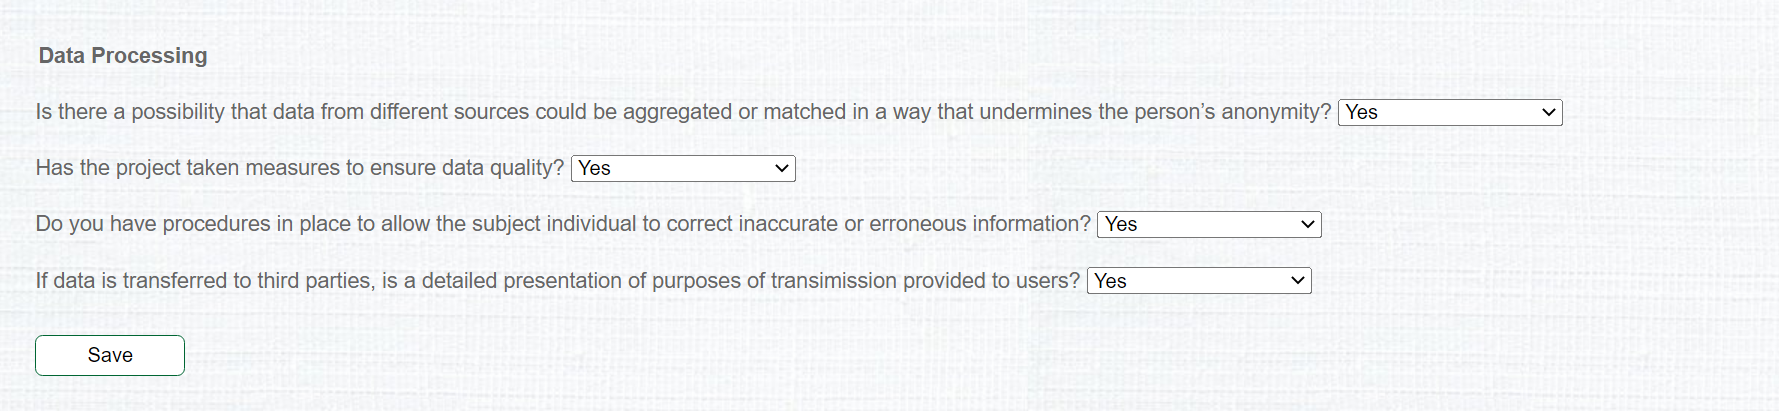 Data Processing
Is there a possibility that data from different sources could be aggregated or matched in a way that undermines the person’s anonymity? Yes
Has the project taken measures to ensure data quality? Yes
Do you have procedures in place to allow the subject individual to correct inaccurate or erroneous information? Yes
If data is transferred to third parties, is a detailed presentation of purposes of transimission provided to users? Yes
Save